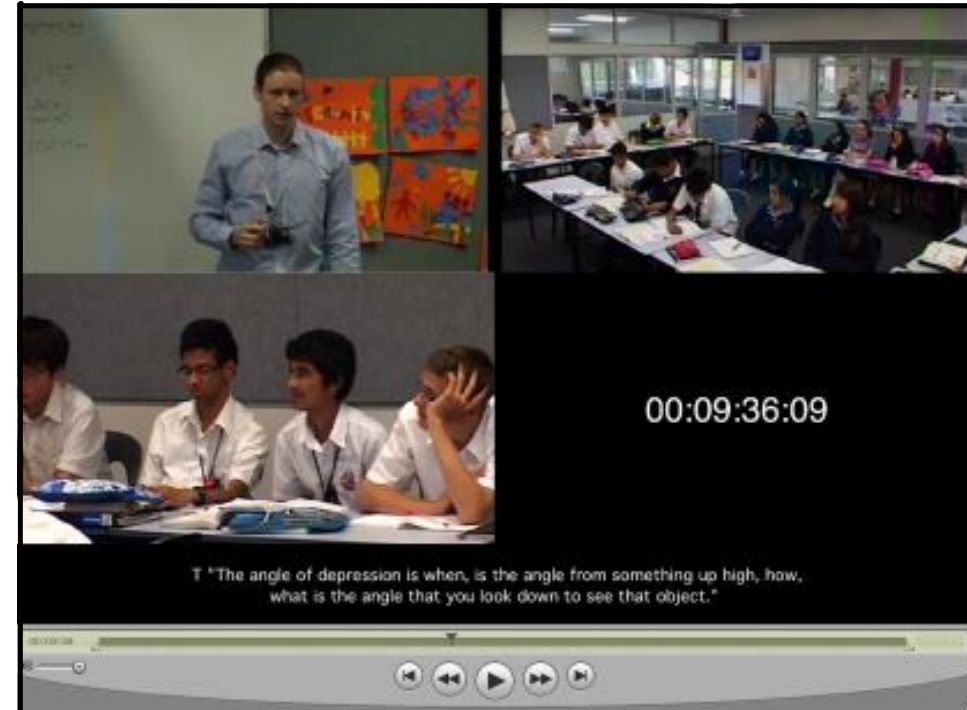 00:09:36:09
T "The angle of depression is when, is the angle from something up high, how,
what is the angle that you look down to see that object."